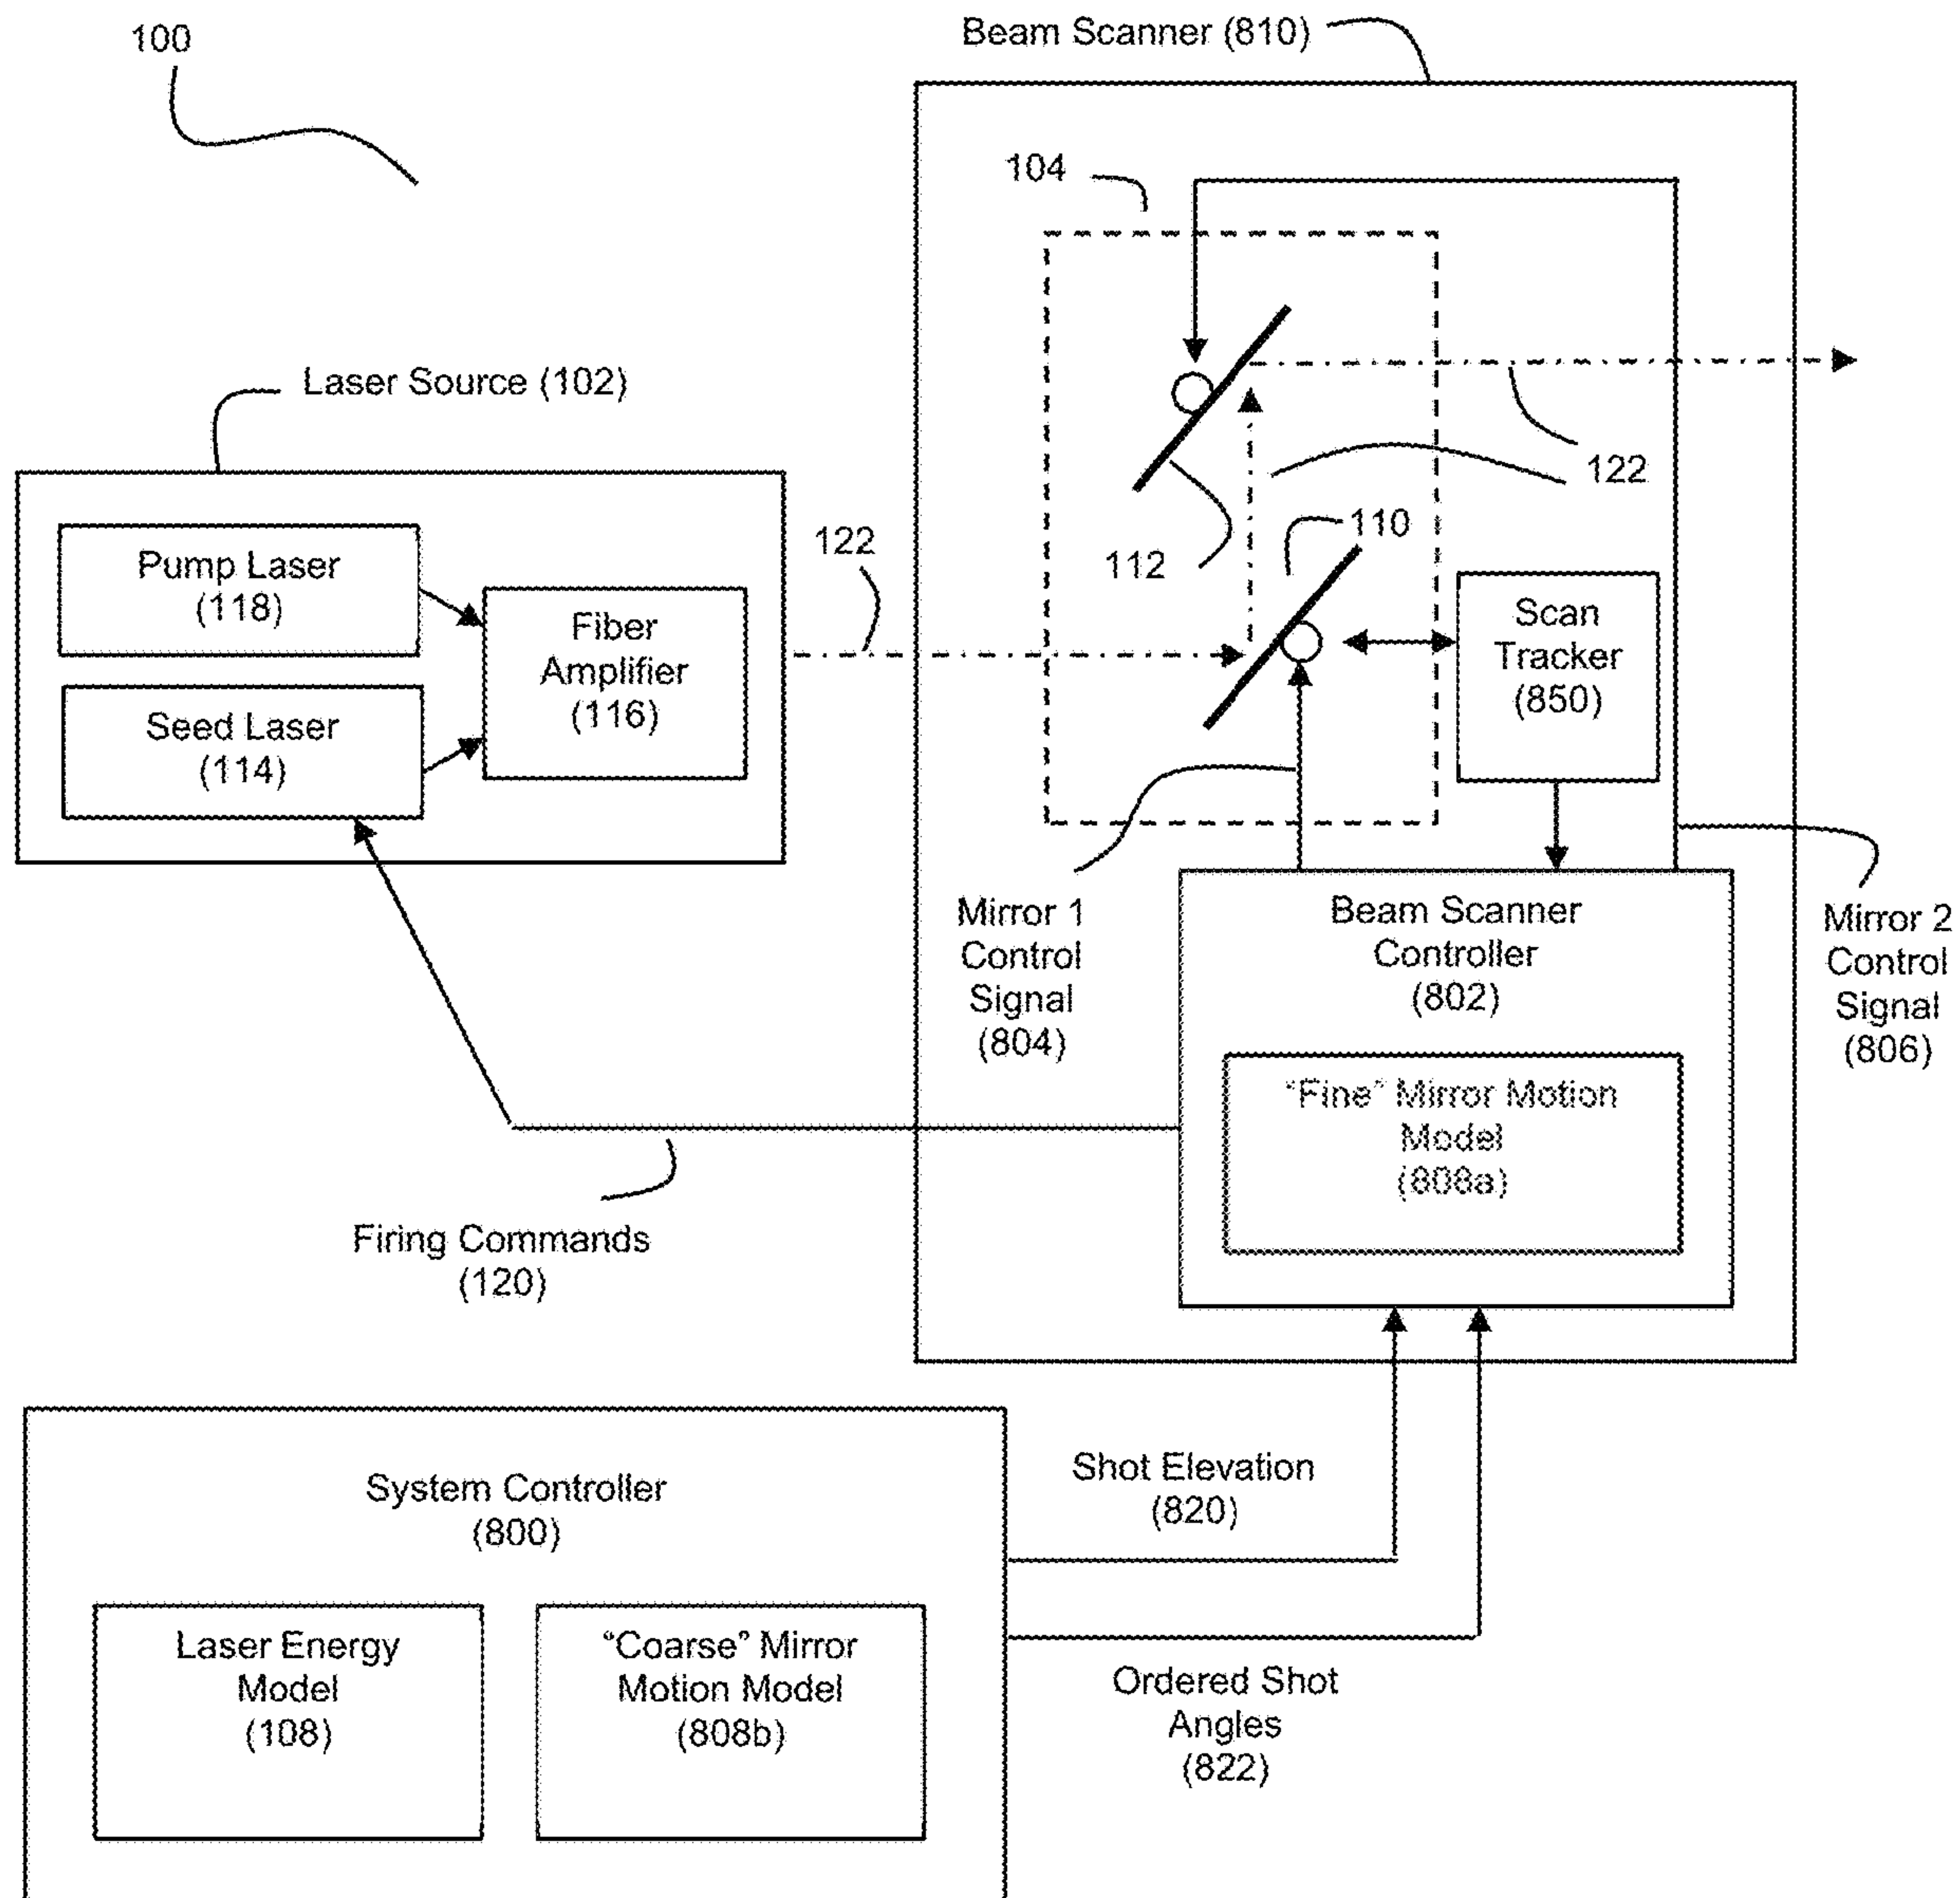 100
Beam Scanner (810)
104
Laser Source (102)
122
110
112
122
Pump Laser
(118)
Fiber
Amplifier
(116)
Seed Laser
(114)
Scan
Tracker
(850)
Mirror 1
Control
Signal
(804)
Beam Scanner
Controller
(802)
Mirror 2
Control
Signal
(806)
"Fine" Mirror Motion
Model
(808a)
Firing Commands
(120)
System Controller
(800)
Shot Elevation
(820)
Laser Energy
Model
(108)
"Coarse" Mirror
Motion Model
(808b)
Ordered Shot
Angles
(822)